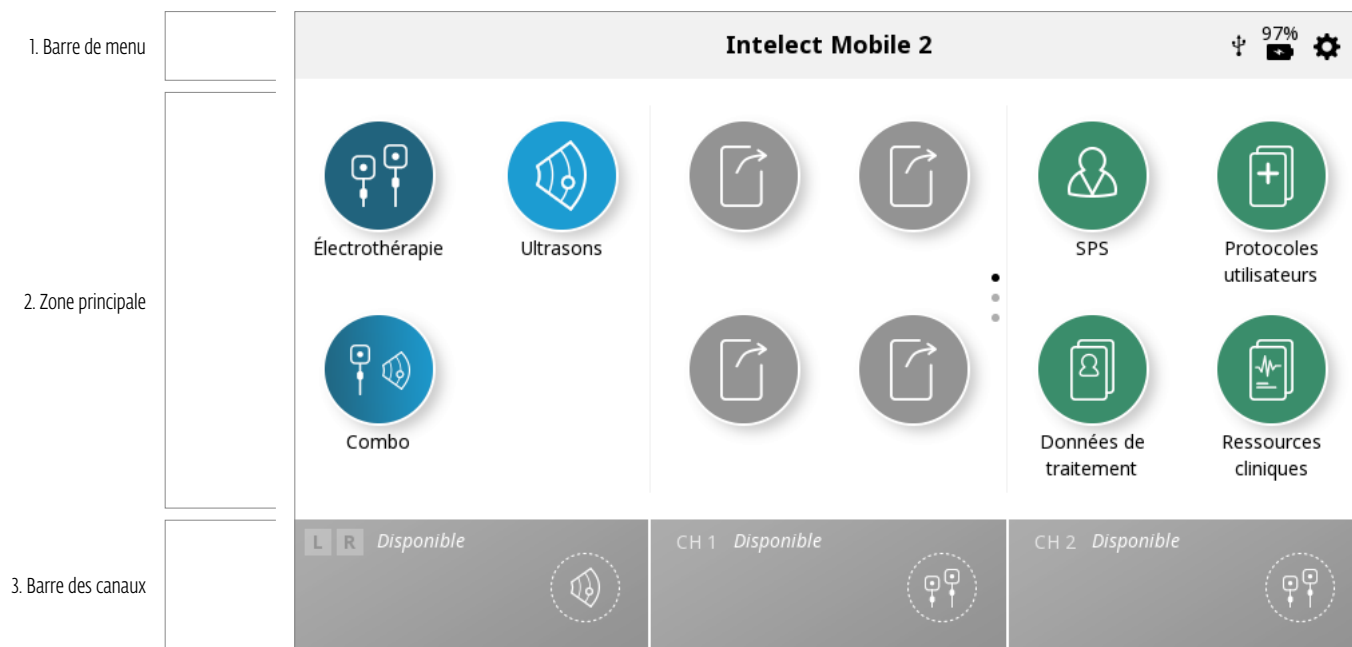 1. Barre de menu
Intelect Mobile 2
97%
2. Zone principale
Électrothérapie
Ultrasons
SPS
Protocoles
utilisateurs
Combo
Données de
traitement
Ressources
cliniques
3. Barre des canaux
L R Disponible
CH 1 Disponible
CH 2 Disponible